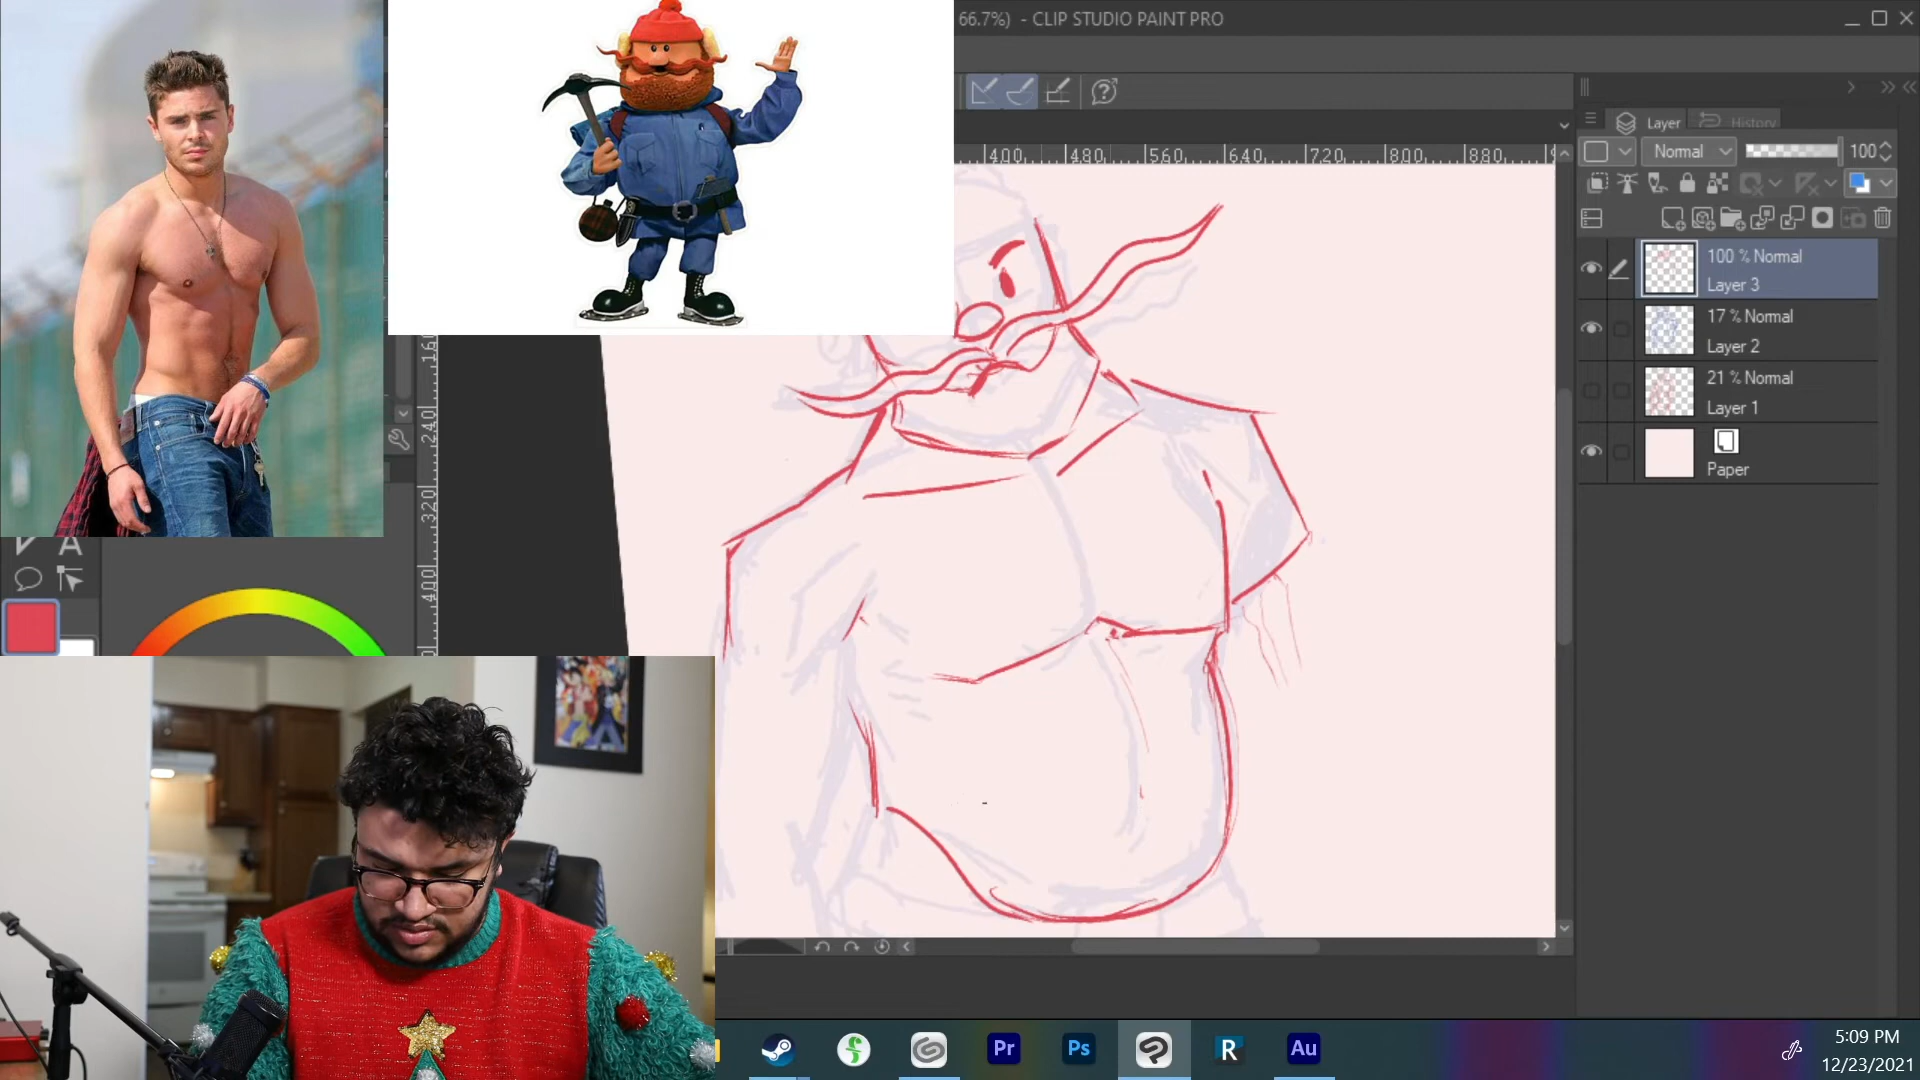 66.7%) - CLIP STUDIO PAINT PRO
Layer
History
400 480 560 640 720 800 880
Normal
100
100 % Normal
Layer 3
17 % Normal
Layer 2
21 % Normal
Layer 1
Paper
240
320
400
A
Pr
Ps
R
Au
5:09 PM
12/23/2021